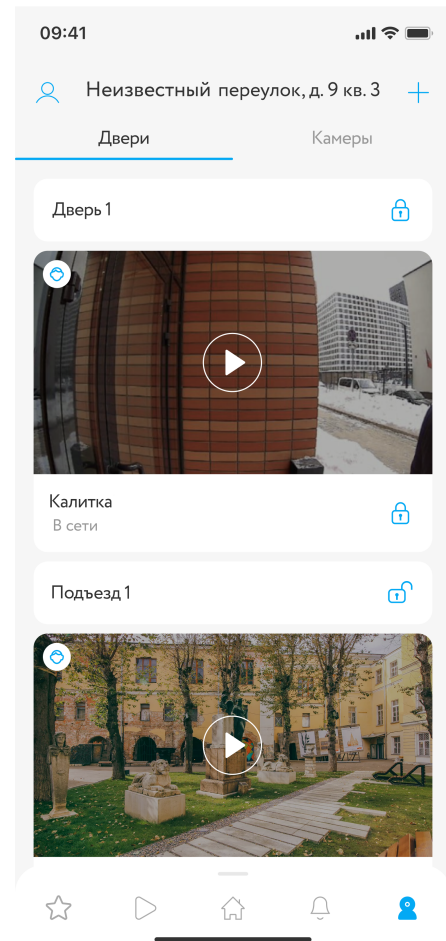 09:41
Неизвестный переулок, д. 9 кв. 3
Двери
Камеры
Дверь 1
Калитка
В сети
Подъезд 1